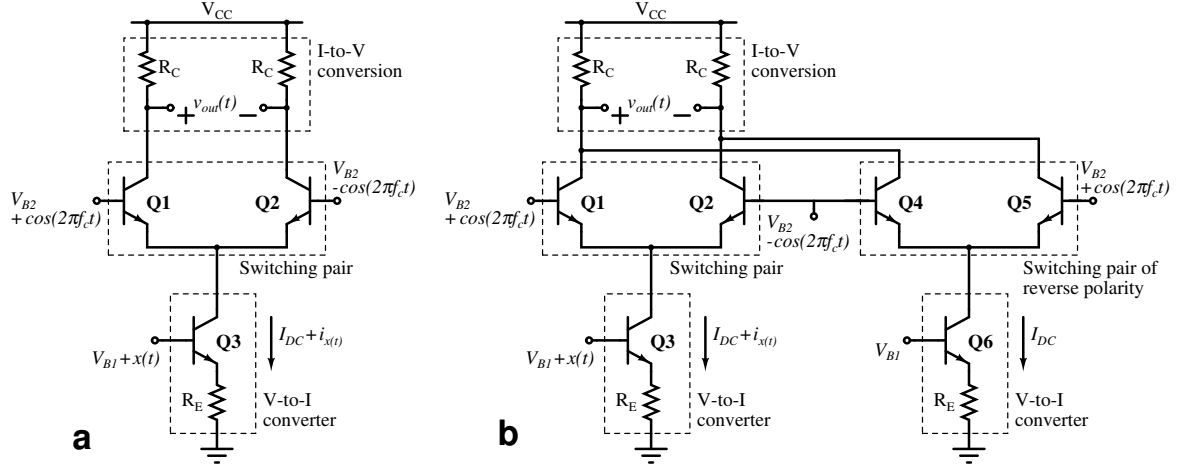 V_CC
I-to-V
conversion
R_C
R_C
+ v_out(t) −
V_B2
+cos(2πf_ct)
Q1
Q2
V_B2
-cos(2πf_ct)
Switching pair
V_B1+x(t)
Q3
I_DC+i_x(t)
R_E
V-to-I
converter
a
V_CC
I-to-V
conversion
R_C
R_C
+ v_out(t) −
V_B2
+cos(2πf_ct)
Q1
Q2
V_B2
-cos(2πf_ct)
Q4
Q5
V_B2
+cos(2πf_ct)
Switching pair
Switching pair of
reverse polarity
V_B1+x(t)
Q3
I_DC+i_x(t)
R_E
V-to-I
converter
V_B1
Q6
I_DC
R_E
V-to-I
converter
b